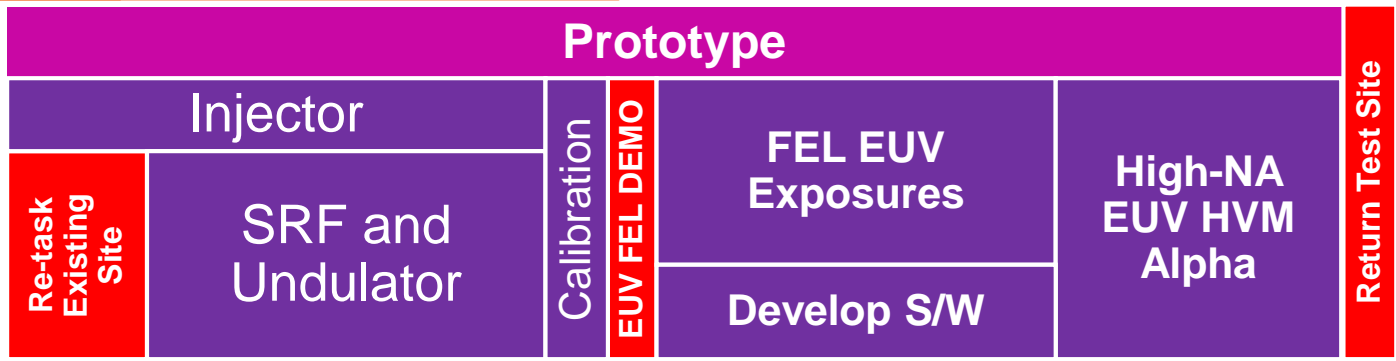 Prototype
Injector
Re-task
Existing
Site
SRF and
Undulator
Calibration
EUV FEL DEMO
FEL EUV
Exposures
Develop S/W
High-NA
EUV HVM
Alpha
Return Test Site